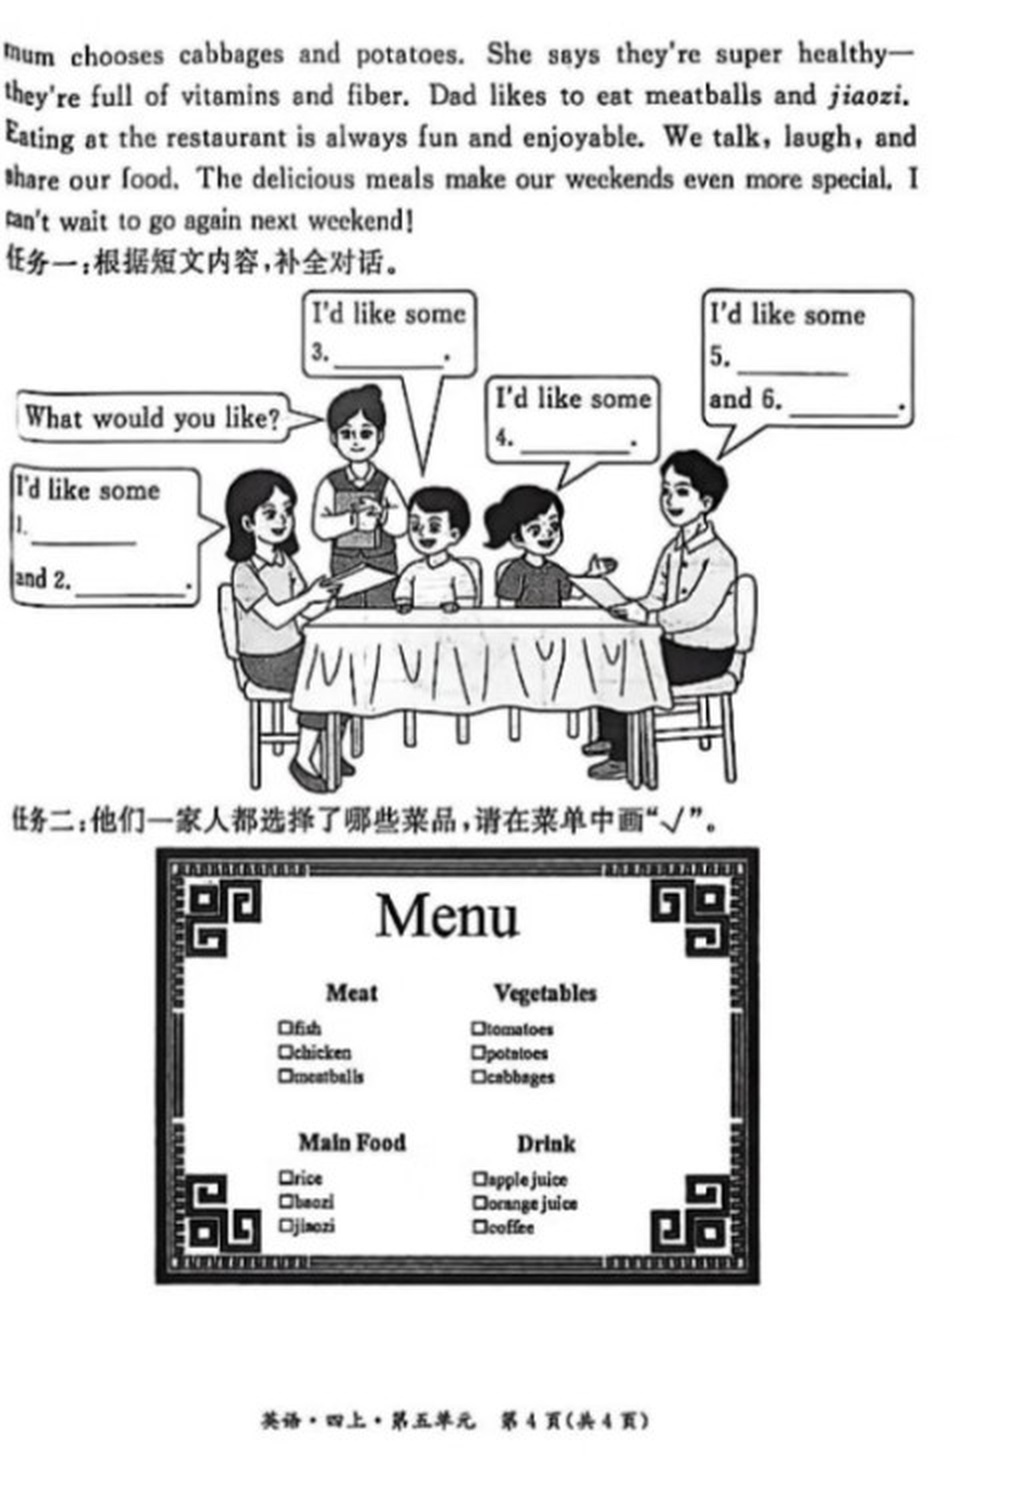 mum chooses cabbages and potatoes. She says they're super healthy—
they're full of vitamins and fiber. Dad likes to eat meatballs and jiaozi.
Eating at the restaurant is always fun and enjoyable. We talk, laugh, and
share our food. The delicious meals make our weekends even more special. I
can't wait to go again next weekend!
任务一:根据短文内容,补全对话。
I'd like some
3. ________.
I'd like some
5. ________
and 6. ________.
What would you like?
I'd like some
4. ________.
I'd like some
1. ________
and 2. ________.
任务二:他们一家人都选择了哪些菜品,请在菜单中画“√”。
Menu
Meat Vegetables
□fish □tomatoes
□chicken □potatoes
□meatballs □cabbages
Main Food Drink
□rice □apple juice
□baozi □orange juice
□jiaozi □coffee
英语·四上·第五单元 第4页(共4页)